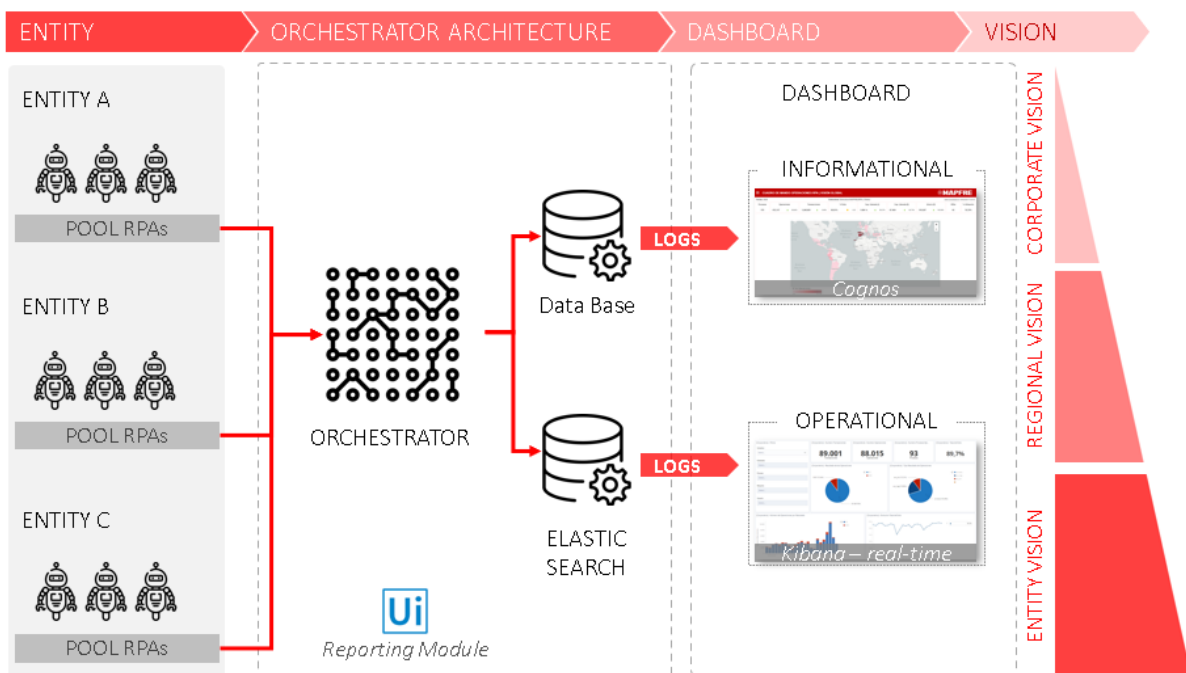 ENTITY
ORCHESTRATOR ARCHITECTURE
DASHBOARD
VISION
ENTITY A
POOL RPAs
ENTITY B
POOL RPAs
ENTITY C
POOL RPAs
ORCHESTRATOR
Ui
Reporting Module
Data Base
ELASTIC
SEARCH
LOGS
LOGS
DASHBOARD
INFORMATIONAL
MAPFRE
Cognos
OPERATIONAL
89.001
88.015
93
89,7%
Kibana – real-time
CORPORATE VISION
REGIONAL VISION
ENTITY VISION